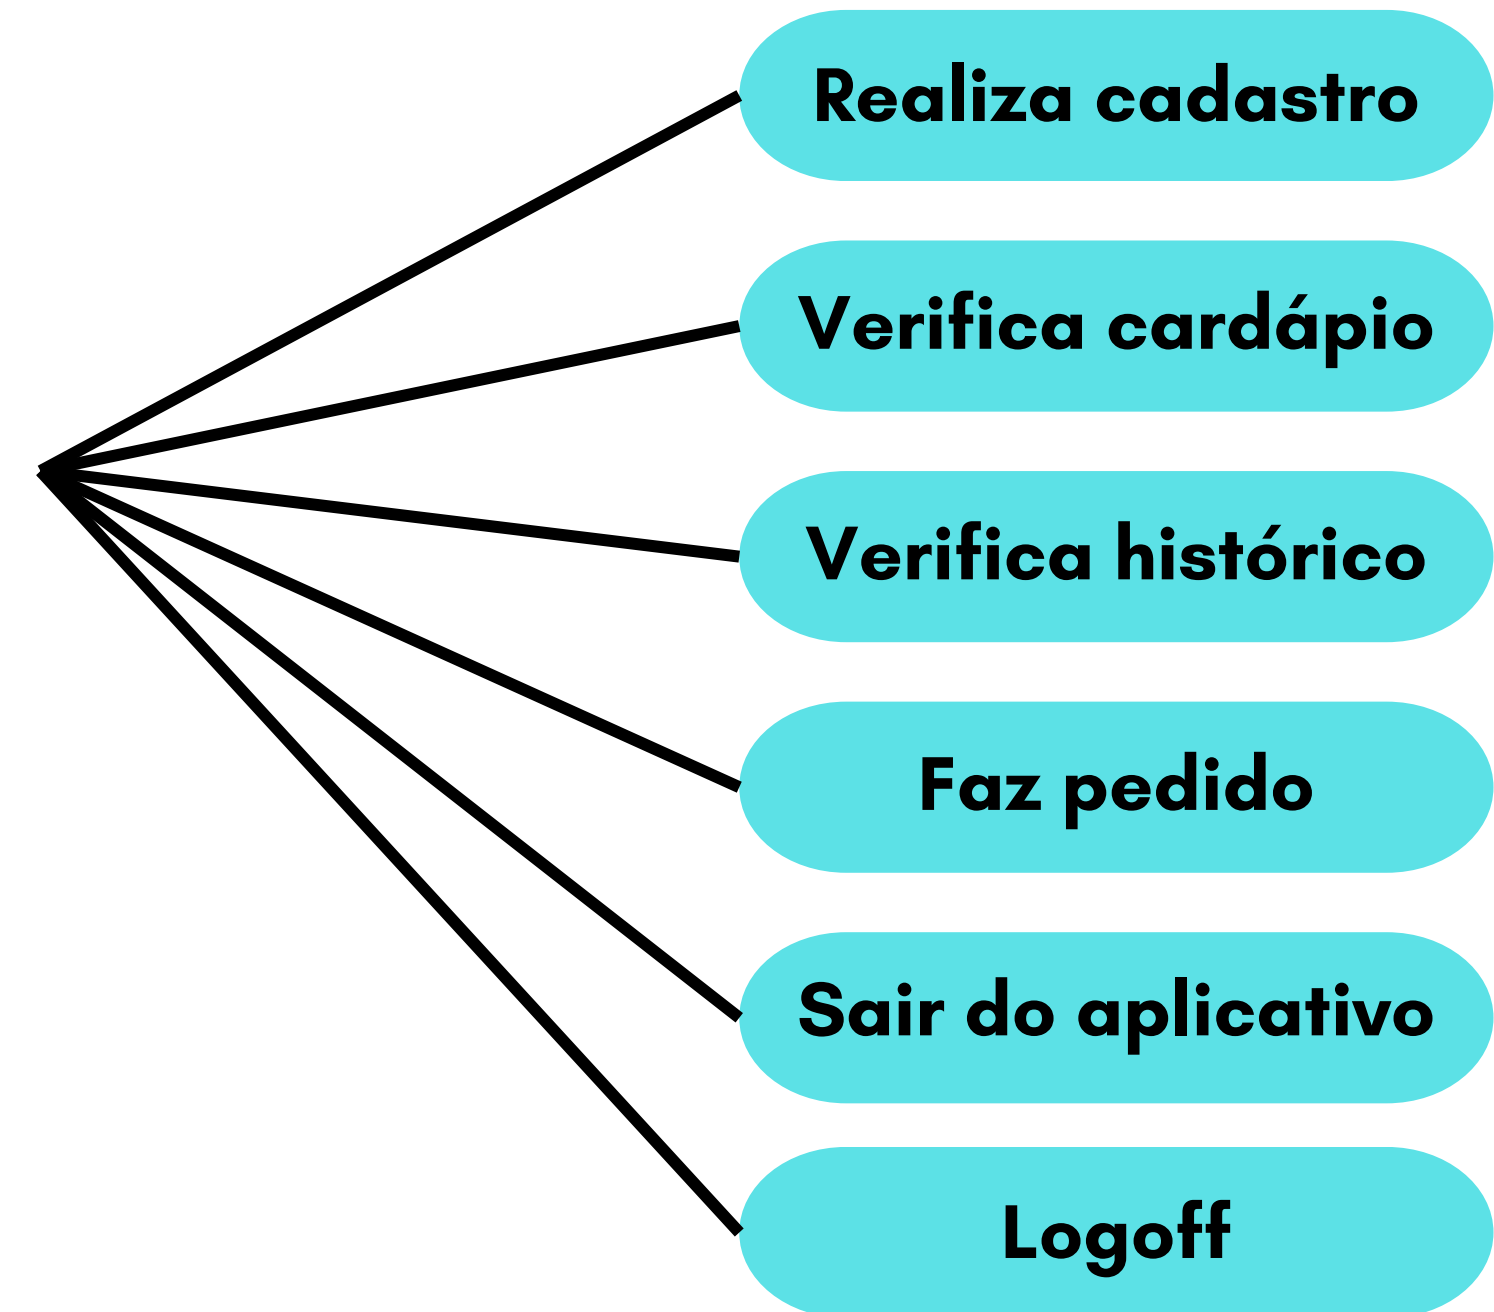 Realiza cadastro
Verifica cardápio
Verifica histórico
Faz pedido
Sair do aplicativo
Logoff